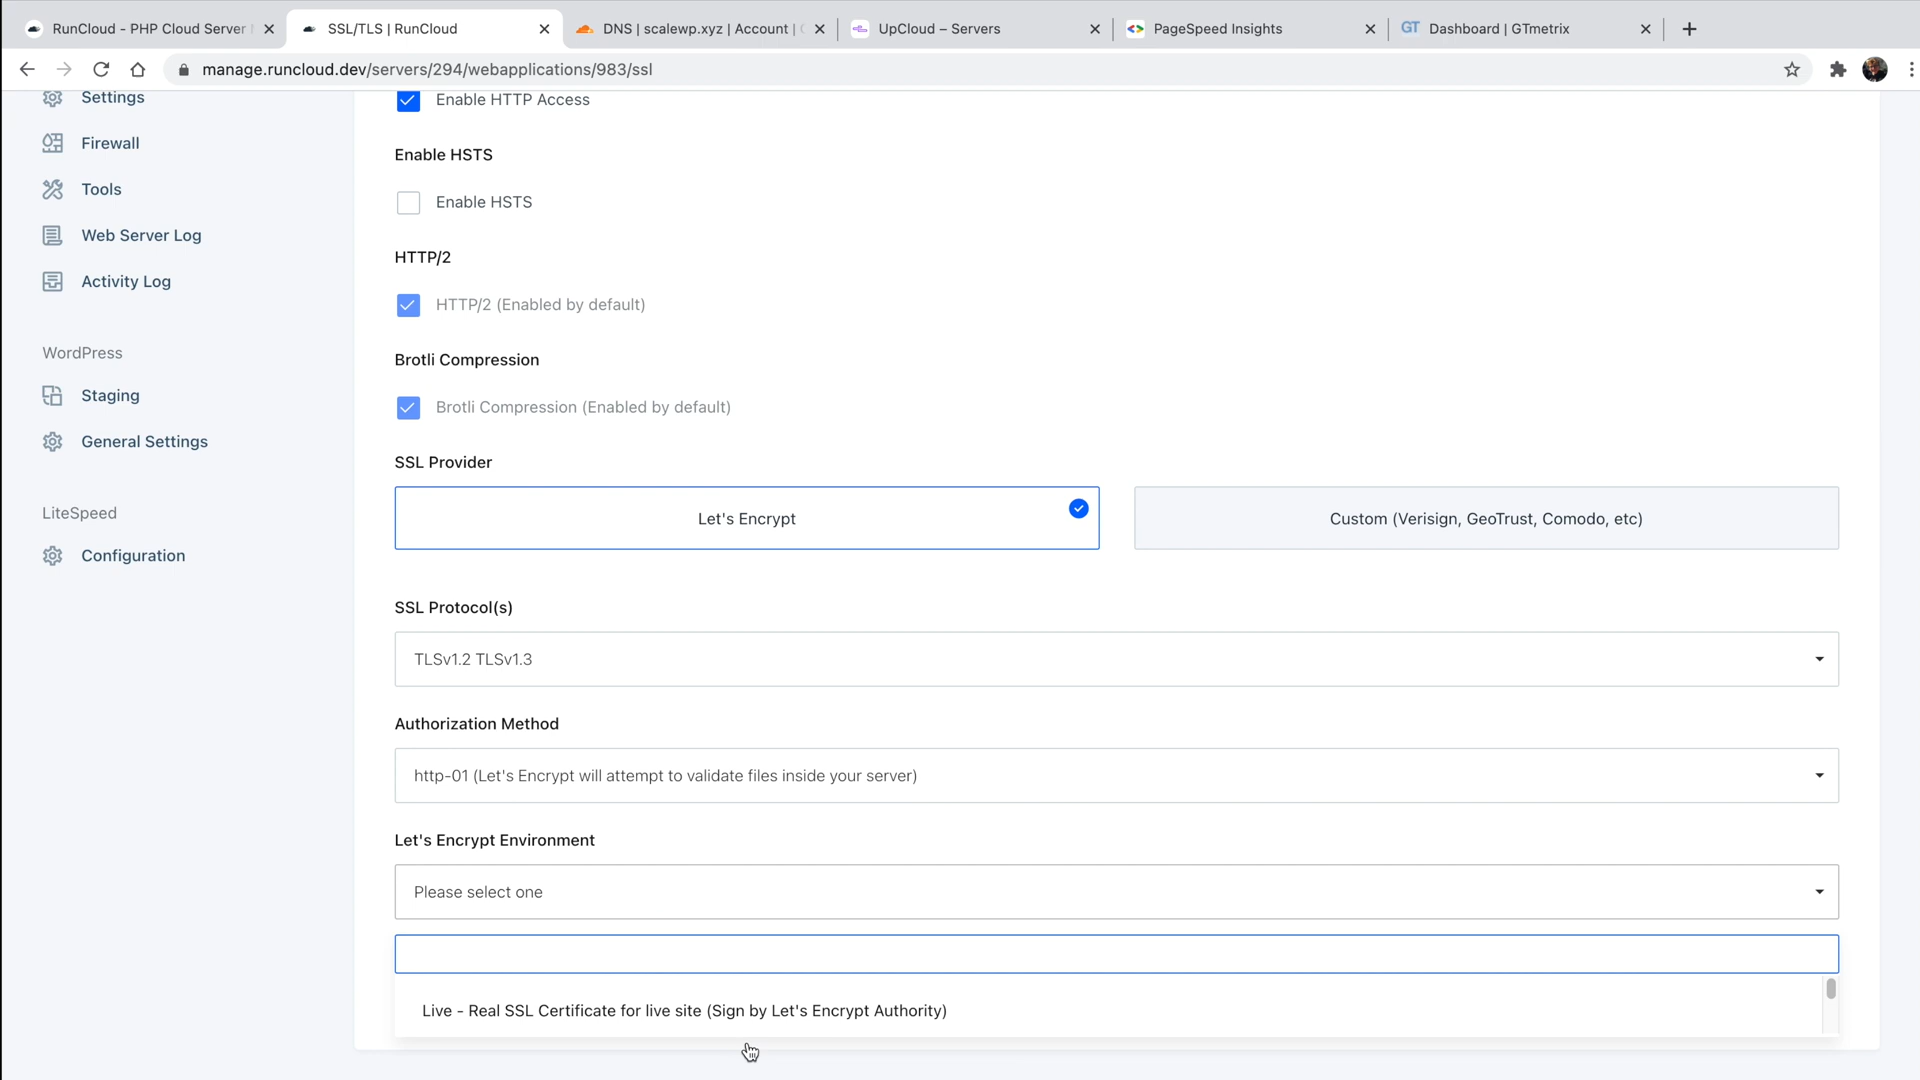 RunCloud - PHP Cloud Server
SSL/TLS | RunCloud
DNS | scalewp.xyz | Account |
UpCloud – Servers
PageSpeed Insights
GT Dashboard | GTmetrix
manage.runcloud.dev/servers/294/webapplications/983/ssl
Settings
Firewall
Tools
Web Server Log
Activity Log
WordPress
Staging
General Settings
LiteSpeed
Configuration
Enable HTTP Access
Enable HSTS
Enable HSTS
HTTP/2
HTTP/2 (Enabled by default)
Brotli Compression
Brotli Compression (Enabled by default)
SSL Provider
Let's Encrypt
Custom (Verisign, GeoTrust, Comodo, etc)
SSL Protocol(s)
TLSv1.2 TLSv1.3
Authorization Method
http-01 (Let's Encrypt will attempt to validate files inside your server)
Let's Encrypt Environment
Please select one
Live - Real SSL Certificate for live site (Sign by Let's Encrypt Authority)